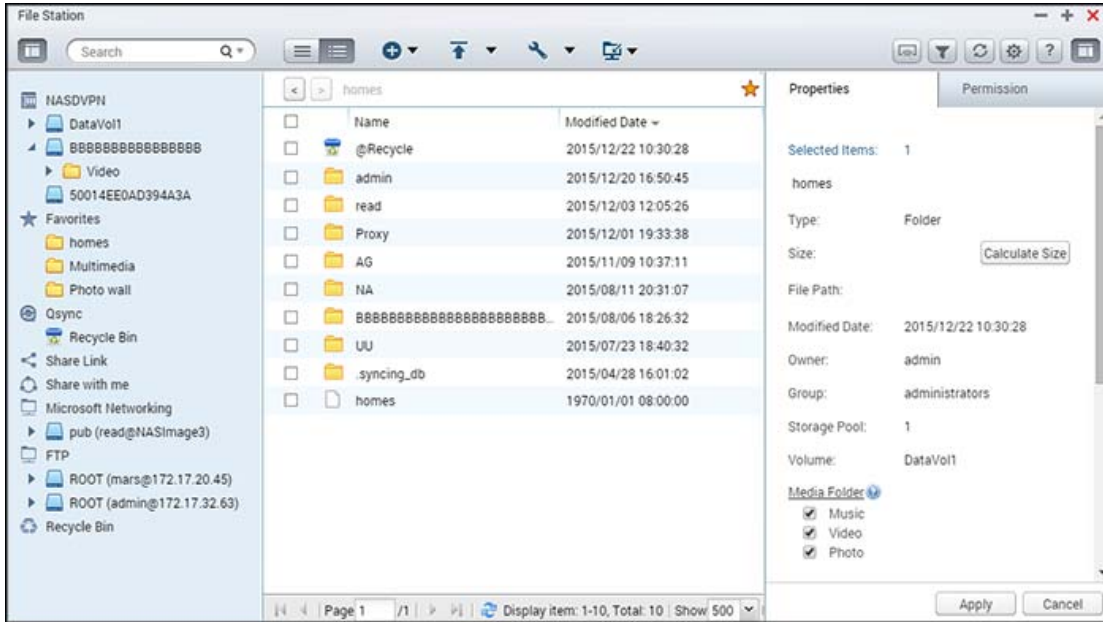 File Station
Search
NASDVPN
DataVol1
BBBBBBBBBBBBBBBB
Video
50014EE0AD394A3A
Favorites
homes
Multimedia
Photo wall
Qsync
Recycle Bin
Share Link
Share with me
Microsoft Networking
pub (read@NASImage3)
FTP
ROOT (mars@172.17.20.45)
ROOT (admin@172.17.32.63)
Recycle Bin
< > homes
Name Modified Date
@Recycle 2015/12/22 10:30:28
admin 2015/12/20 16:50:45
read 2015/12/03 12:05:26
Proxy 2015/12/01 19:33:38
AG 2015/11/09 10:37:11
NA 2015/08/11 20:31:07
BBBBBBBBBBBBBBBBBBBBBBBB... 2015/08/06 18:26:32
UU 2015/07/23 18:40:32
.syncing_db 2015/04/28 16:01:02
homes 1970/01/01 08:00:00
Page 1 /1 Display item: 1-10, Total: 10 Show 500
?
Properties Permission
Selected Items: 1
homes
Type: Folder
Size: Calculate Size
File Path:
Modified Date: 2015/12/22 10:30:28
Owner: admin
Group: administrators
Storage Pool: 1
Volume: DataVol1
Media Folder
Music
Video
Photo
Apply Cancel